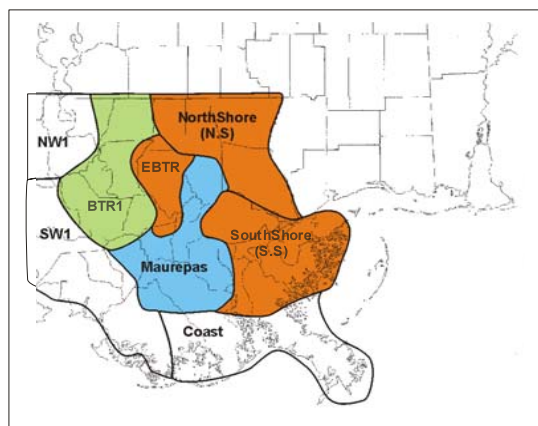 NW1
NorthShore
(N.S)
EBTR
BTR1
SW1
SouthShore
(S.S)
Maurepas
Coast